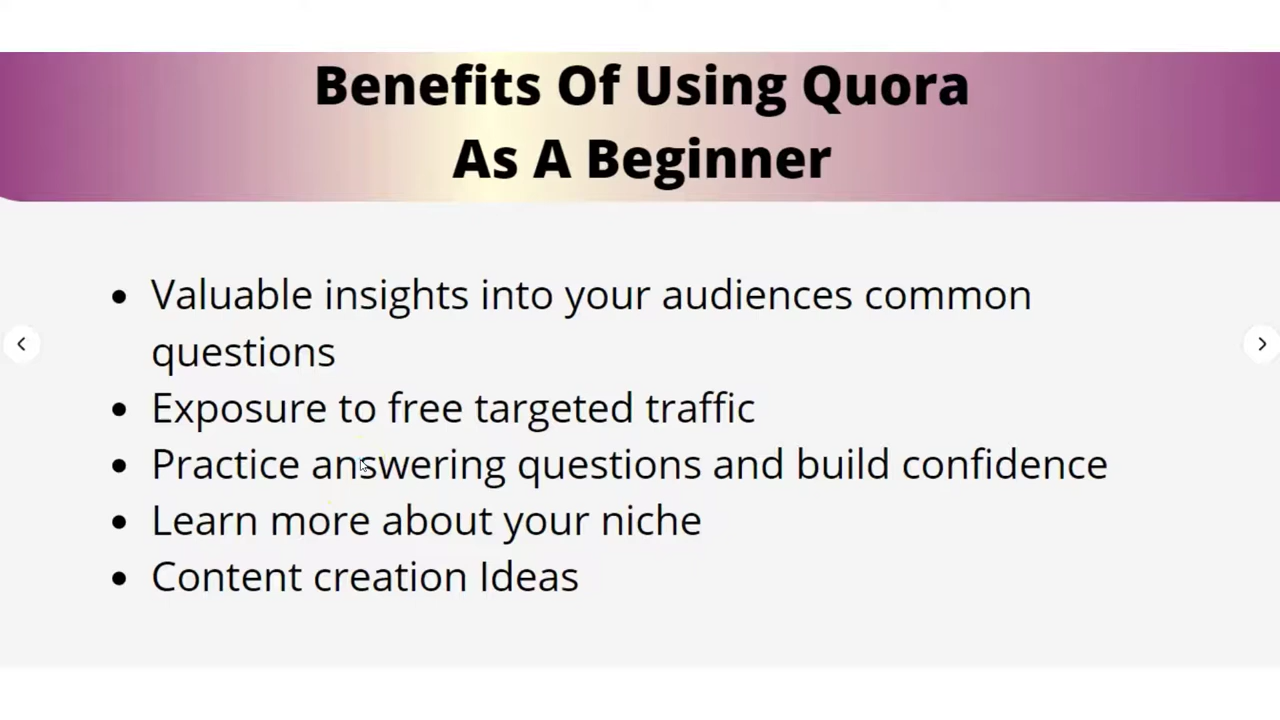 Benefits Of Using Quora
As A Beginner
• Valuable insights into your audiences common
questions
• Exposure to free targeted traffic
• Practice answering questions and build confidence
• Learn more about your niche
• Content creation Ideas